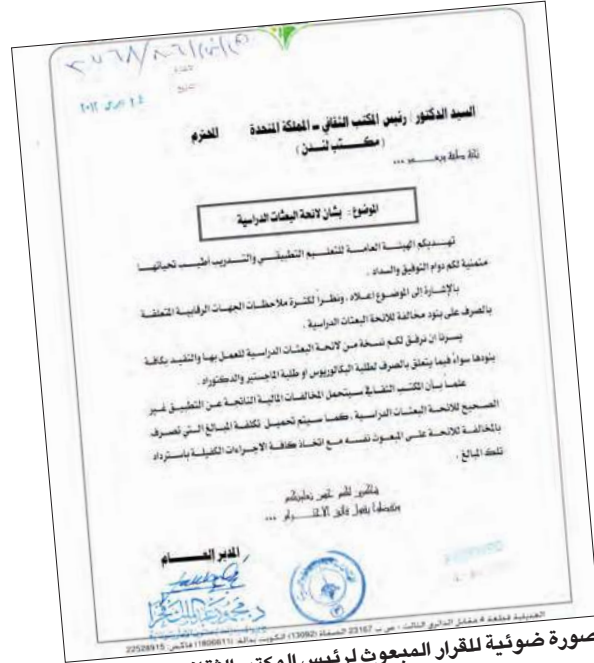 السيد الدكتور / رئيس المكتب الثقافي – المملكة المتحدة المحترم
( مكتب لندن )
تحية طيبة وبعد ...
الموضوع : بشأن لائحة البعثات الدراسية
تهديكم الهيئة العامة للتعليم التطبيقي والتدريب أطيب تحياتها
متمنية لكم دوام التوفيق والسداد .
بالإشارة إلى الموضوع اعلاه ، ونظراً لكثرة ملاحظات الجهات الرقابية المتعلقة
بالصرف على بنود مخالفة للائحة البعثات الدراسية .
يسرنا ان نرفق لكم نسخة من لائحة البعثات الدراسية للعمل بها والتقيد بكافة
بنودها سواءً فيما يتعلق بالصرف لطلبة البكالوريوس او طلبة الماجستير والدكتوراه .
علما بأن المكتب الثقافي سيتحمل المخالفات المالية الناتجة عن التطبيق غير
الصحيح للائحة البعثات الدراسية ، كما سيتم تحميل تكلفة المبالغ التي تصرف
بالمخالفة للائحة على المبعوث نفسه مع اتخاذ كافة الاجراءات الكفيلة باسترداد
تلك المبالغ .
شاكرين لكم حسن تعاونكم
وتفضلوا بقبول فائق الاحترام ...
المدير العام
الشويخ
صورة ضوئية للقرار المبعوث لرئيس المكتب